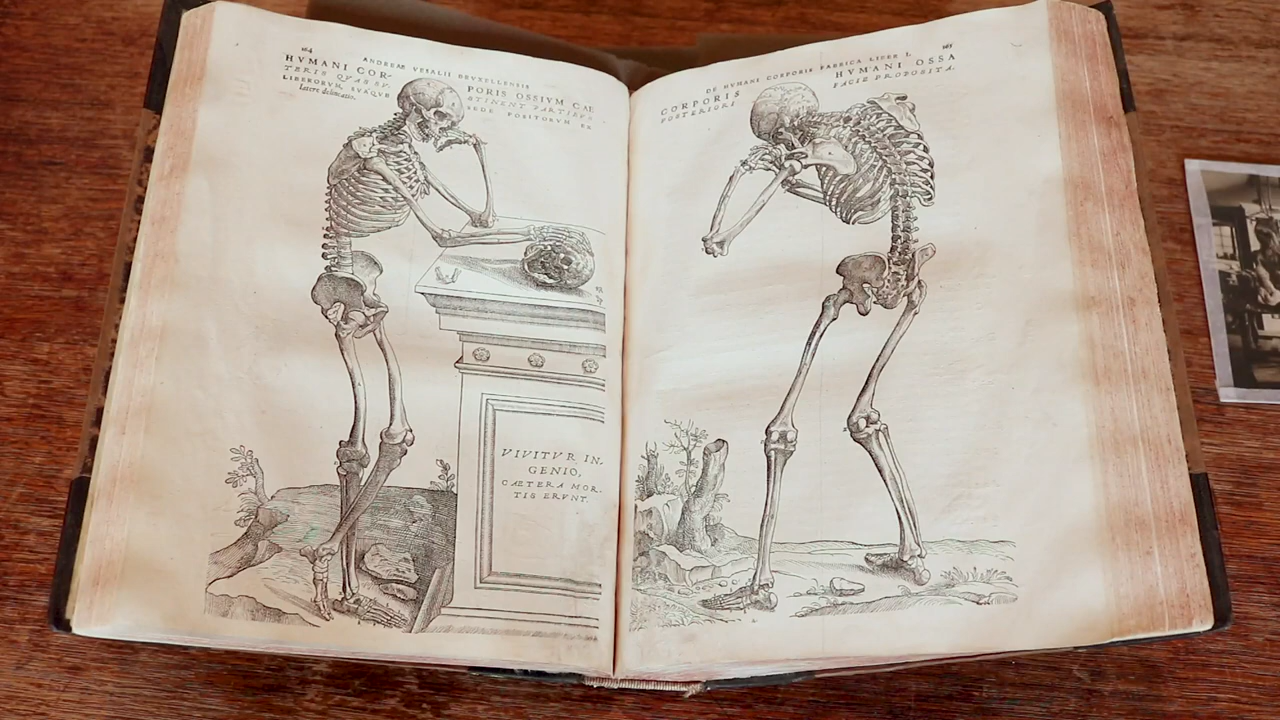 164
ANDREAE VESALII BRVXELLENSIS
HVMANI COR-
TERIS QVAS SV-
LIBERORVM, SVAQVE
latere delineatio.
PORIS OSSIVM CAE
STINENT PARTIBVS
SEDE POSITORVM EX
VIVITVR IN-
GENIO,
CAETERA MOR-
TIS ERVNT.
DE HVMANI CORPORIS FABRICA LIBER I.
165
CORPORIS
POSTERIORI
HVMANI OSSA
FACIE PROPOSITA.